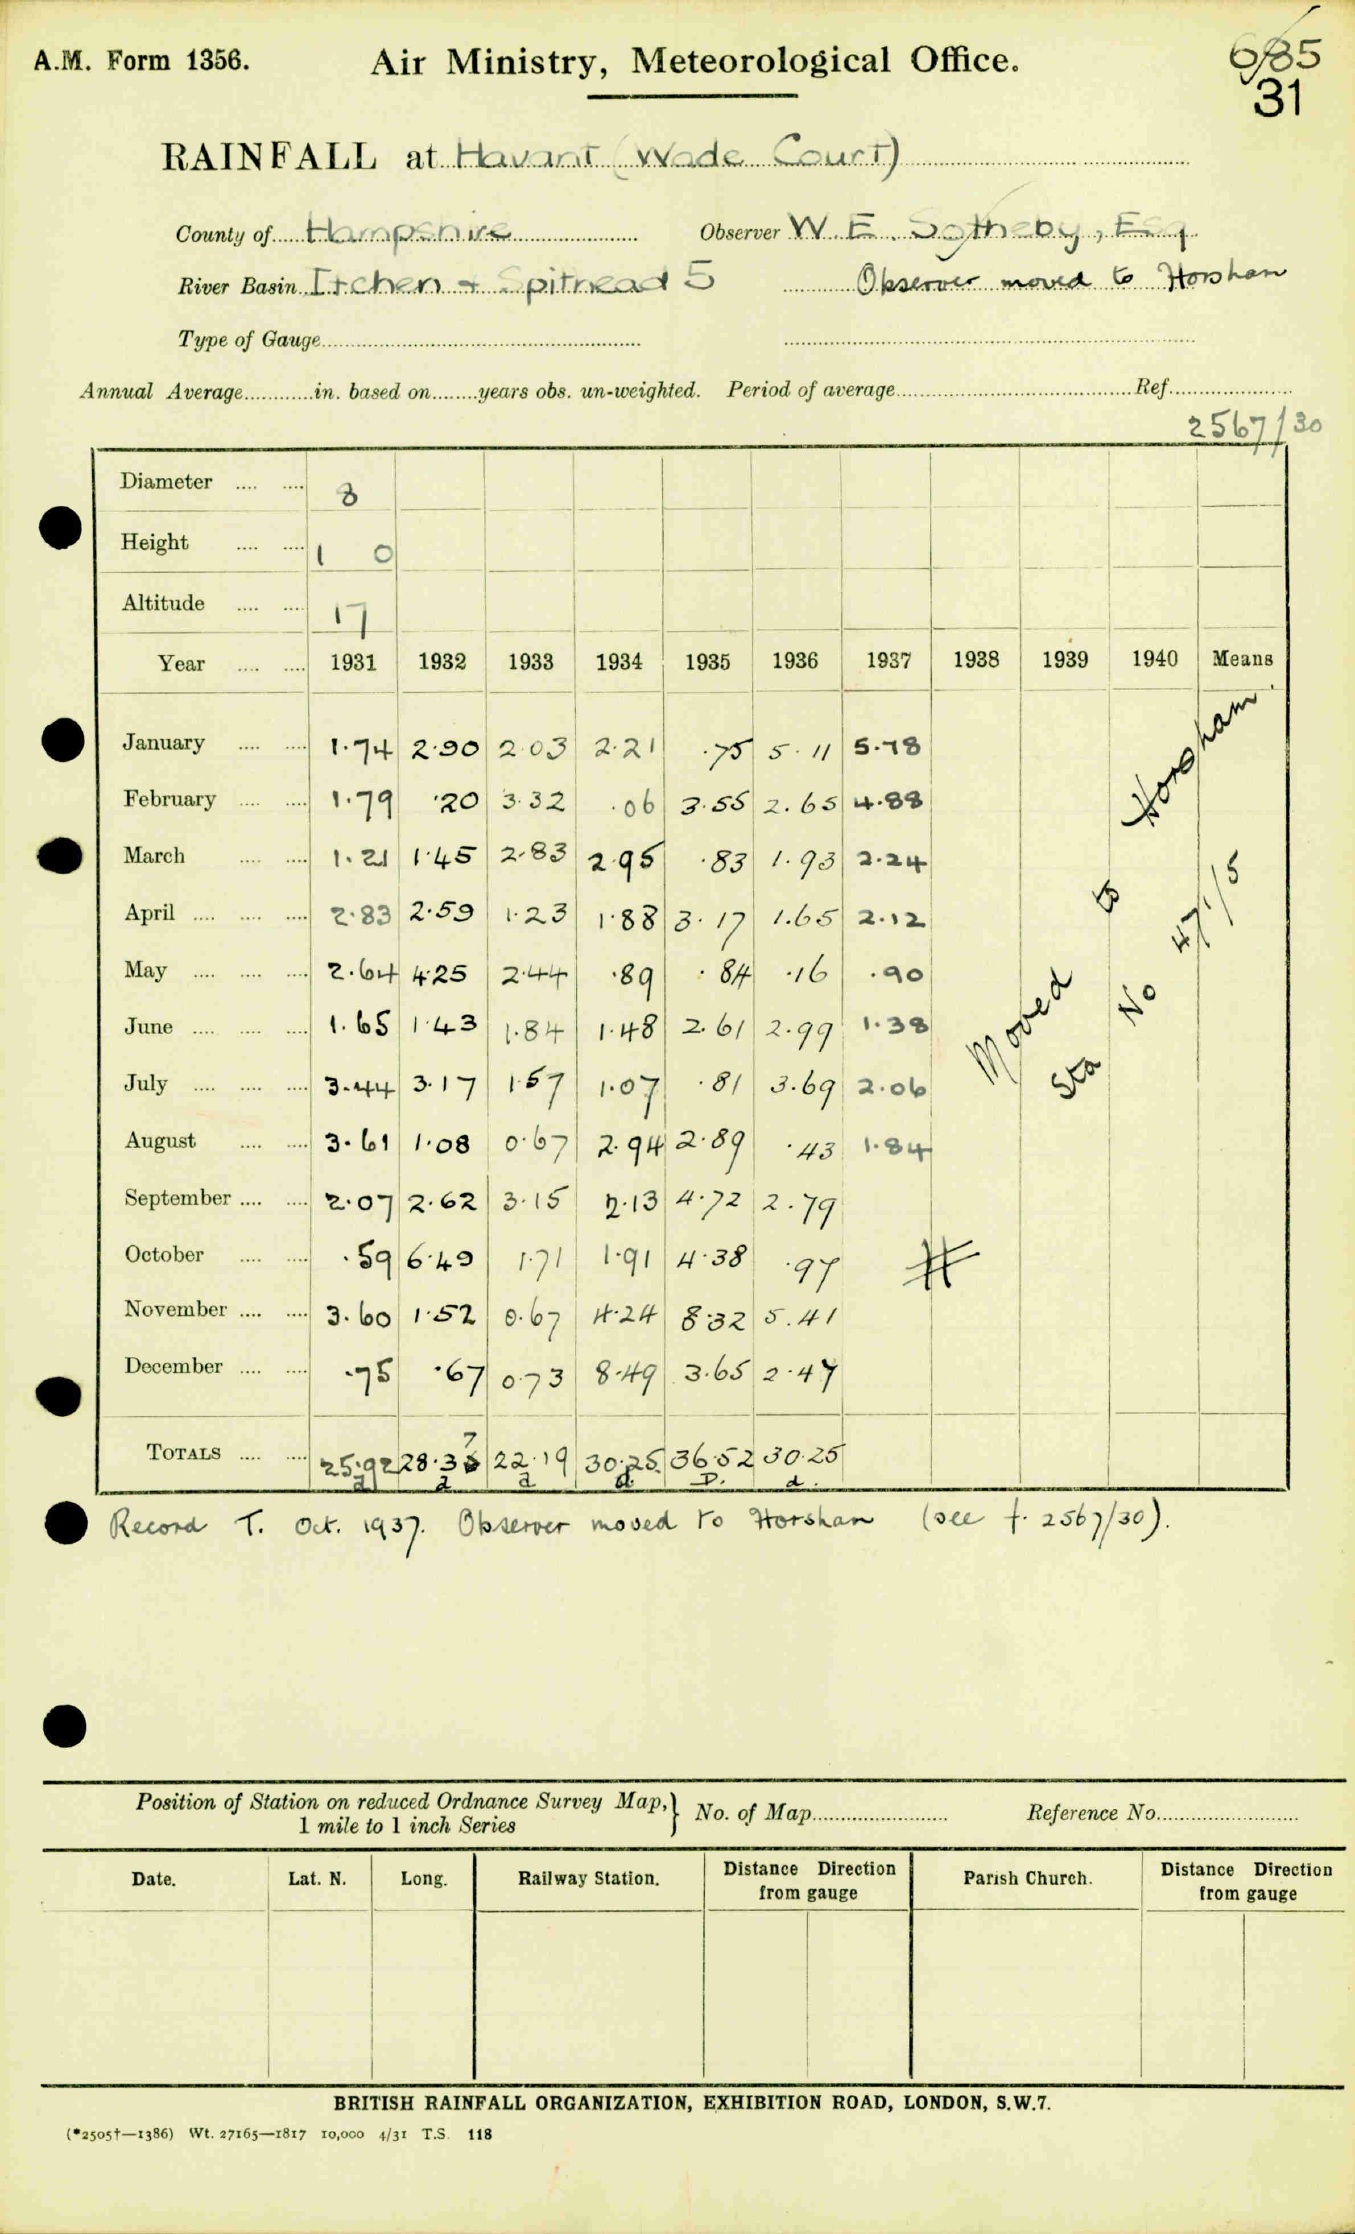 A.M. Form 1356.
Air Ministry, Meteorological Office.
685
31
RAINFALL at Havant (Wade Court)
County of Hampshire Observer W. E. Sotheby, Esq
River Basin Itchen + Spithead 5 Observer moved to Horsham
Type of Gauge
Annual Average in. based on years obs. un-weighted. Period of average Ref.
2567/30
Diameter 8
Height 1 0
Altitude 17
Year 1931 1932 1933 1934 1935 1936 1937 1938 1939 1940 Means
January 1.74 2.90 2.03 2.21 .75 5.11 5.78
February 1.79 .20 3.32 .06 3.55 2.65 4.88
March 1.21 1.45 2.83 2.95 .83 1.93 2.24
April 2.83 2.59 1.23 1.88 3.17 1.65 2.12
May 2.64 4.25 2.44 .89 .84 .16 .90
June 1.65 1.43 1.84 1.48 2.61 2.99 1.38
July 3.44 3.17 1.57 1.07 .81 3.69 2.06
August 3.61 1.08 0.67 2.94 2.89 .43 1.84
September 2.07 2.62 3.15 2.13 4.72 2.79
October .59 6.49 1.71 1.91 4.38 .97
November 3.60 1.52 0.67 4.24 8.32 5.41
December .75 .67 0.73 8.49 3.65 2.47
Moved to Horsham.
Sta No 471/5
7
TOTALS 25.92 28.38 22.19 30.25 36.52 30.25
a a a d. D. d.
Record T. Oct. 1937. Observer moved to Horsham (see f. 2567/30).
Position of Station on reduced Ordnance Survey Map, } No. of Map Reference No.
1 mile to 1 inch Series
Date. Lat. N. Long. Railway Station. Distance Direction from gauge Parish Church. Distance Direction from gauge
BRITISH RAINFALL ORGANIZATION, EXHIBITION ROAD, LONDON, S.W.7.
(*2505†—1386) Wt. 27165—1817 10,000 4/31 T.S. 118